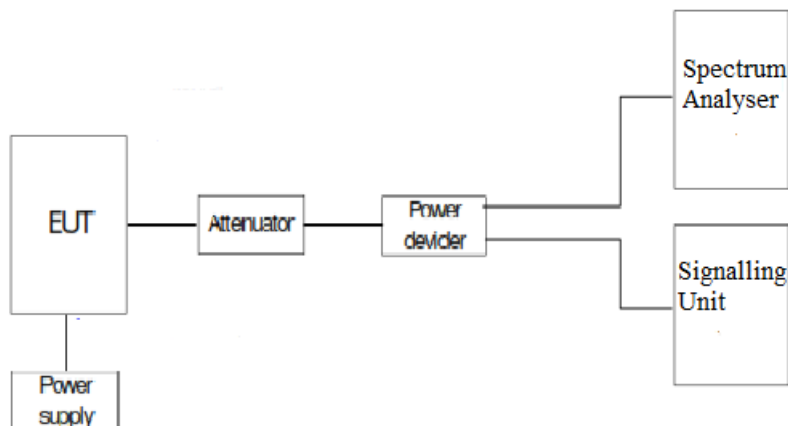 Spectrum
Analyser
EUT
Attenuator
Power
devider
Signalling
Unit
Power
supply